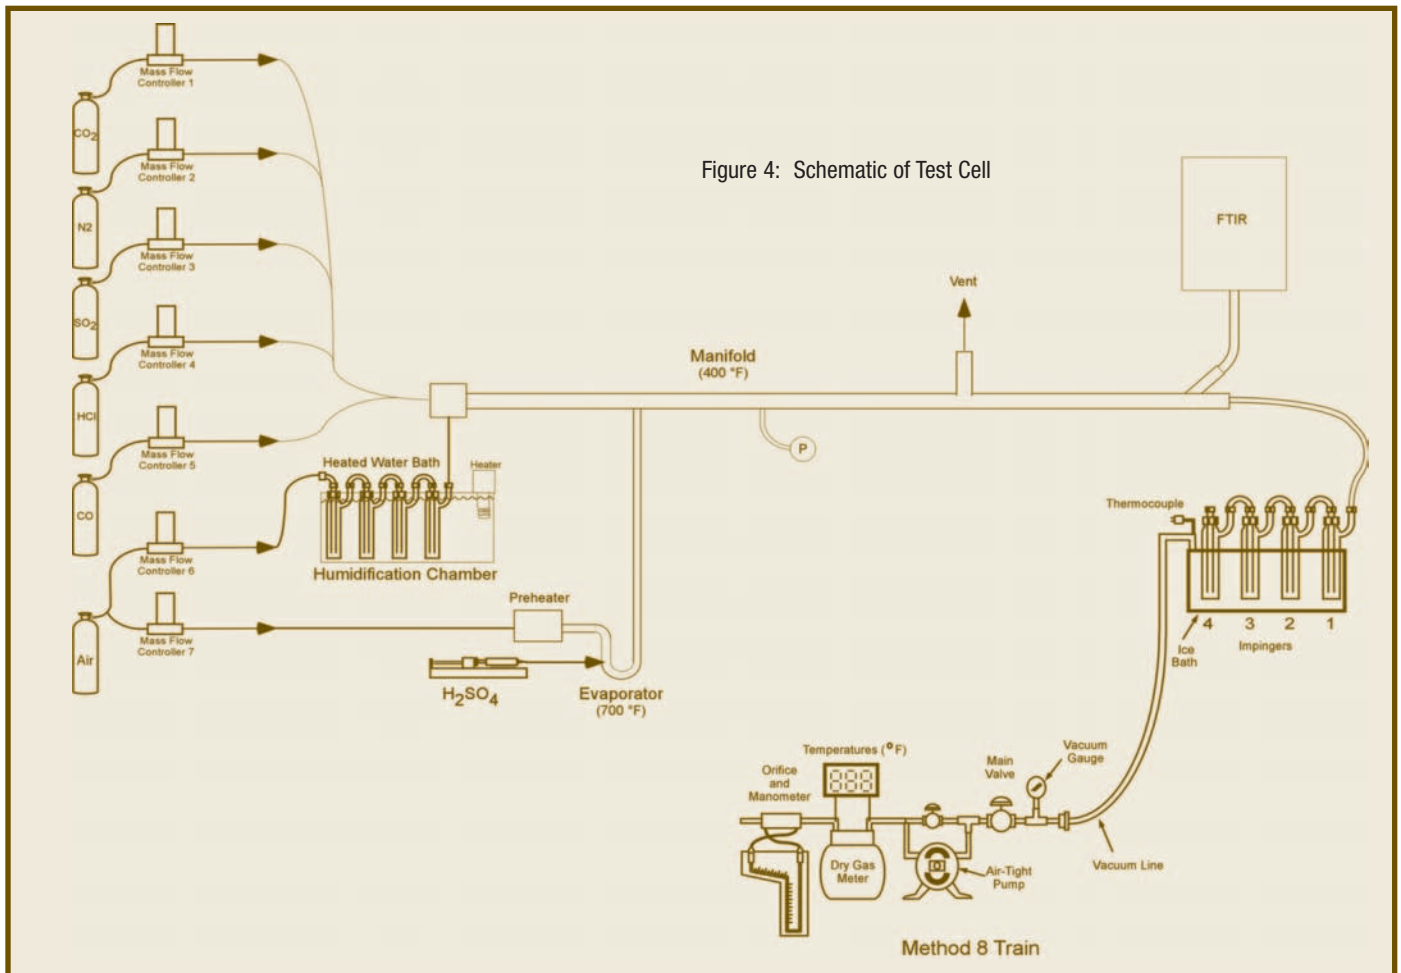 Figure 4: Schematic of Test Cell
Mass Flow
Controller 1
CO2
Mass Flow
Controller 2
N2
Mass Flow
Controller 3
SO2
Mass Flow
Controller 4
HCl
Mass Flow
Controller 5
CO
Mass Flow
Controller 6
Mass Flow
Controller 7
Air
Heated Water Bath
Heater
Humidification Chamber
Preheater
H2SO4
Evaporator
(700 °F)
Manifold
(400 °F)
P
Vent
FTIR
Thermocouple
4 3 2 1
Ice
Bath
Impingers
Temperatures (°F)
Orifice
and
Manometer
Main
Valve
Vacuum
Gauge
888
Dry Gas
Meter
Air-Tight
Pump
Vacuum Line
Method 8 Train